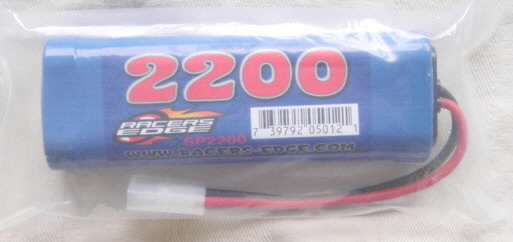 2200
RACERS
EDGE
7 39792 05012 1
SP2200
WWW.RACERS-EDGE.COM